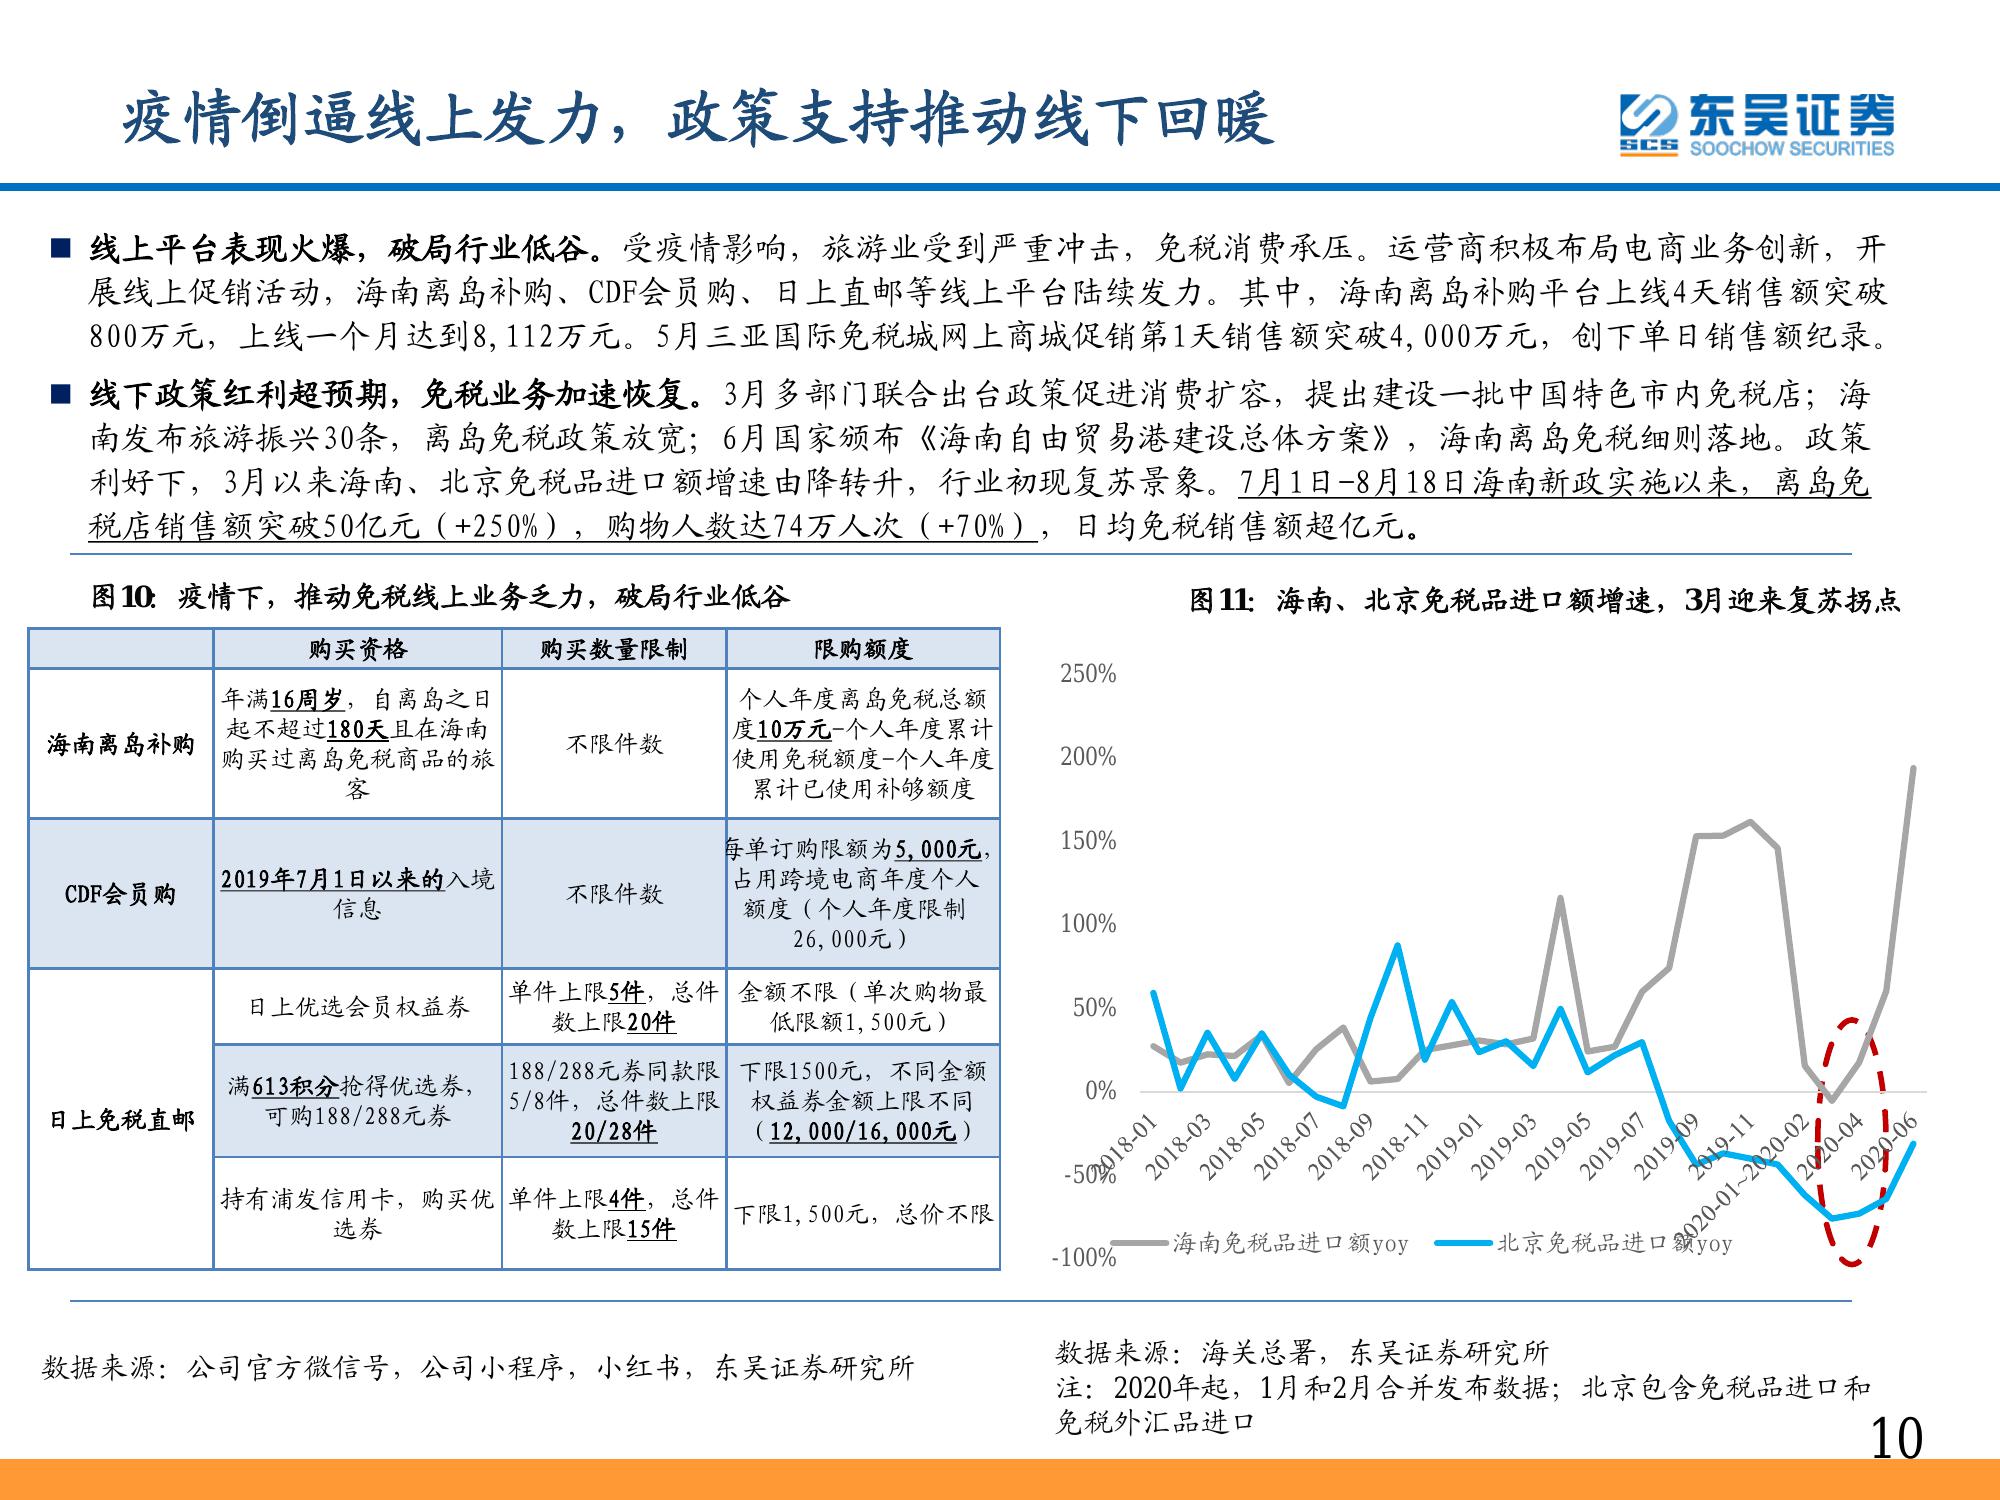 疫情倒逼线上发力，政策支持推动线下回暖
东吴证券
SCS SOOCHOW SECURITIES
■ 线上平台表现火爆，破局行业低谷。受疫情影响，旅游业受到严重冲击，免税消费承压。运营商积极布局电商业务创新，开
展线上促销活动，海南离岛补购、CDF会员购、日上直邮等线上平台陆续发力。其中，海南离岛补购平台上线4天销售额突破
800万元，上线一个月达到8,112万元。5月三亚国际免税城网上商城促销第1天销售额突破4,000万元，创下单日销售额纪录。
■ 线下政策红利超预期，免税业务加速恢复。3月多部门联合出台政策促进消费扩容，提出建设一批中国特色市内免税店；海
南发布旅游振兴30条，离岛免税政策放宽；6月国家颁布《海南自由贸易港建设总体方案》，海南离岛免税细则落地。政策
利好下，3月以来海南、北京免税品进口额增速由降转升，行业初现复苏景象。7月1日-8月18日海南新政实施以来，离岛免
税店销售额突破50亿元（+250%），购物人数达74万人次（+70%），日均免税销售额超亿元。
图10：疫情下，推动免税线上业务乏力，破局行业低谷
购买资格 购买数量限制 限购额度
海南离岛补购
年满16周岁，自离岛之日
起不超过180天且在海南
购买过离岛免税商品的旅
客
不限件数
个人年度离岛免税总额
度10万元-个人年度累计
使用免税额度-个人年度
累计已使用补够额度
CDF会员购
2019年7月1日以来的入境
信息
不限件数
每单订购限额为5,000元，
占用跨境电商年度个人
额度（个人年度限制
26,000元）
日上免税直邮
日上优选会员权益券
单件上限5件，总件
数上限20件
金额不限（单次购物最
低限额1,500元）
满613积分抢得优选券，
可购188/288元券
188/288元券同款限
5/8件，总件数上限
20/28件
下限1500元，不同金额
权益券金额上限不同
（12,000/16,000元）
持有浦发信用卡，购买优
选券
单件上限4件，总件
数上限15件
下限1,500元，总价不限
图11：海南、北京免税品进口额增速，3月迎来复苏拐点
250%
200%
150%
100%
50%
0%
-50%
-100%
2018-01
2018-03
2018-05
2018-07
2018-09
2018-11
2019-01
2019-03
2019-05
2019-07
2019-09
2019-11
2020-01~2020-02
2020-04
2020-06
海南免税品进口额yoy 北京免税品进口额yoy
数据来源：公司官方微信号，公司小程序，小红书，东吴证券研究所
数据来源：海关总署，东吴证券研究所
注：2020年起，1月和2月合并发布数据；北京包含免税品进口和
免税外汇品进口
10